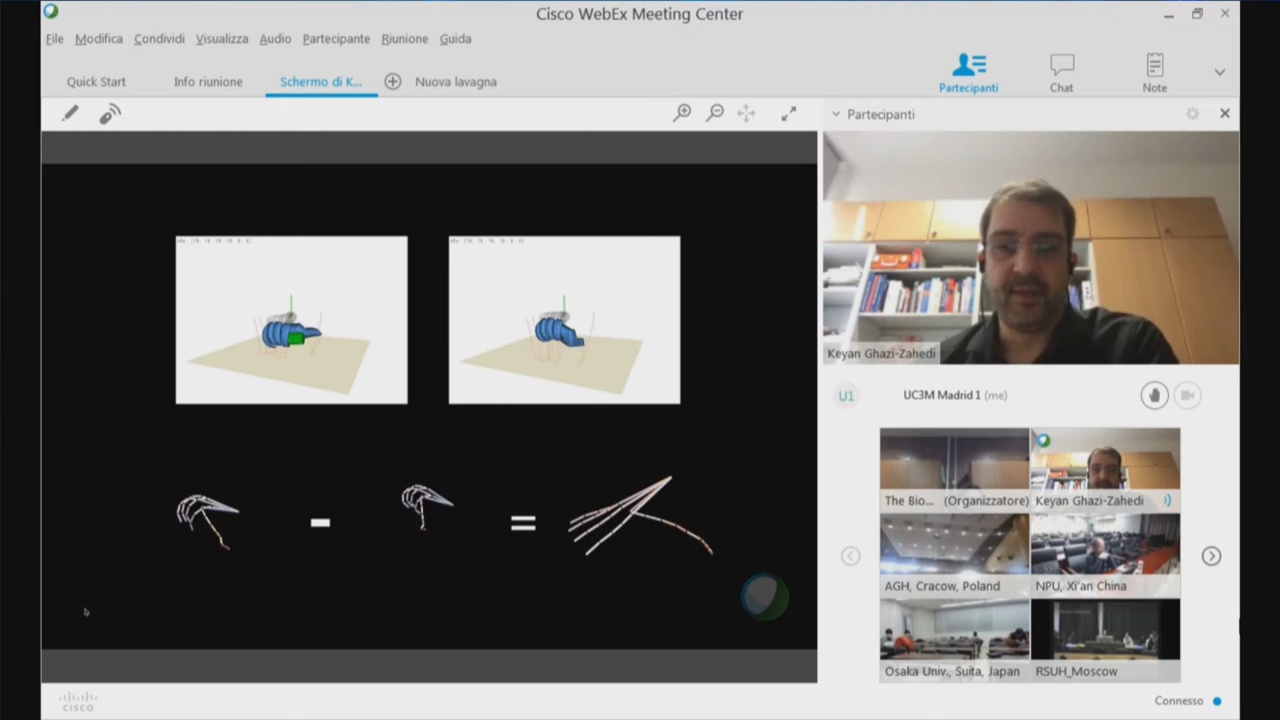 Cisco WebEx Meeting Center
File Modifica Condividi Visualizza Audio Partecipante Riunione Guida
Quick Start Info riunione Schermo di K... Nuova lavagna
Partecipanti Chat Note
Partecipanti
Keyan Ghazi-Zahedi
U1 UC3M Madrid 1 (me)
The Bio... (Organizzatore) Keyan Ghazi-Zahedi
AGH, Cracow, Poland NPU, Xi'an China
Osaka Univ., Suita, Japan RSUH_Moscow
- =
CISCO
Connesso